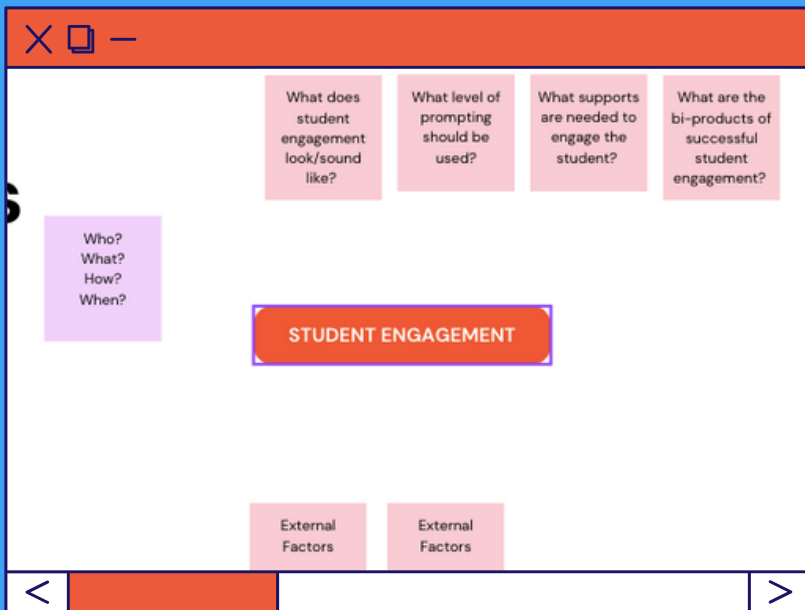 What does
student
engagement
look/sound
like?
What level of
prompting
should be
used?
What supports
are needed to
engage the
student?
What are the
bi-products of
successful
student
engagement?
s
Who?
What?
How?
When?
STUDENT ENGAGEMENT
External
Factors
External
Factors